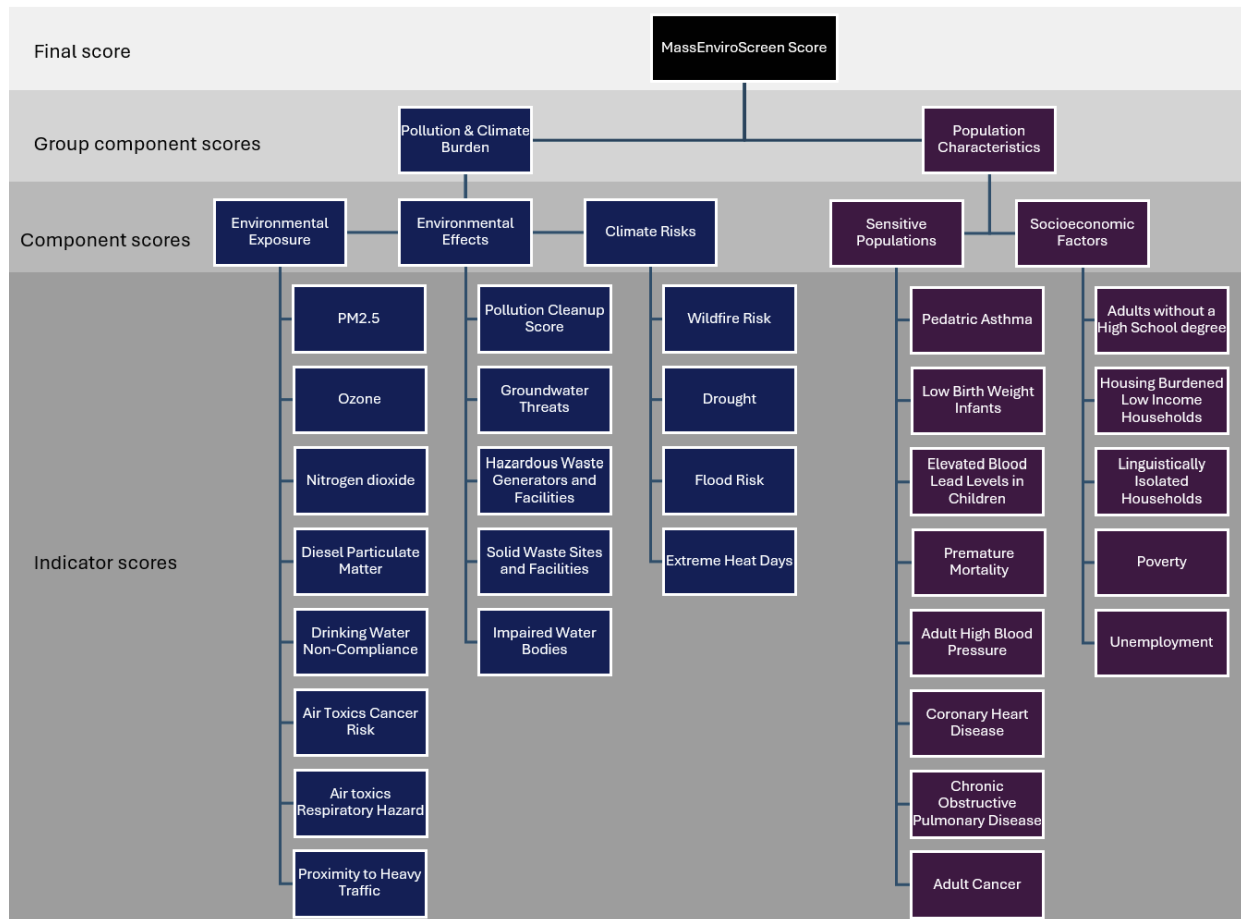 Final score
MassEnviroScreen Score
Group component scores
Pollution & Climate
Burden
Population
Characteristics
Component scores
Environmental
Exposure
Environmental
Effects
Climate Risks
Sensitive
Populations
Socioeconomic
Factors
Indicator scores
PM2.5
Ozone
Nitrogen dioxide
Diesel Particulate
Matter
Drinking Water
Non-Compliance
Air Toxics Cancer
Risk
Air toxics
Respiratory Hazard
Proximity to Heavy
Traffic
Pollution Cleanup
Score
Groundwater
Threats
Hazardous Waste
Generators and
Facilities
Solid Waste Sites
and Facilities
Impaired Water
Bodies
Wildfire Risk
Drought
Flood Risk
Extreme Heat Days
Pedatric Asthma
Low Birth Weight
Infants
Elevated Blood
Lead Levels in
Children
Premature
Mortality
Adult High Blood
Pressure
Coronary Heart
Disease
Chronic
Obstructive
Pulmonary Disease
Adult Cancer
Adults without a
High School degree
Housing Burdened
Low Income
Households
Linguistically
Isolated
Households
Poverty
Unemployment